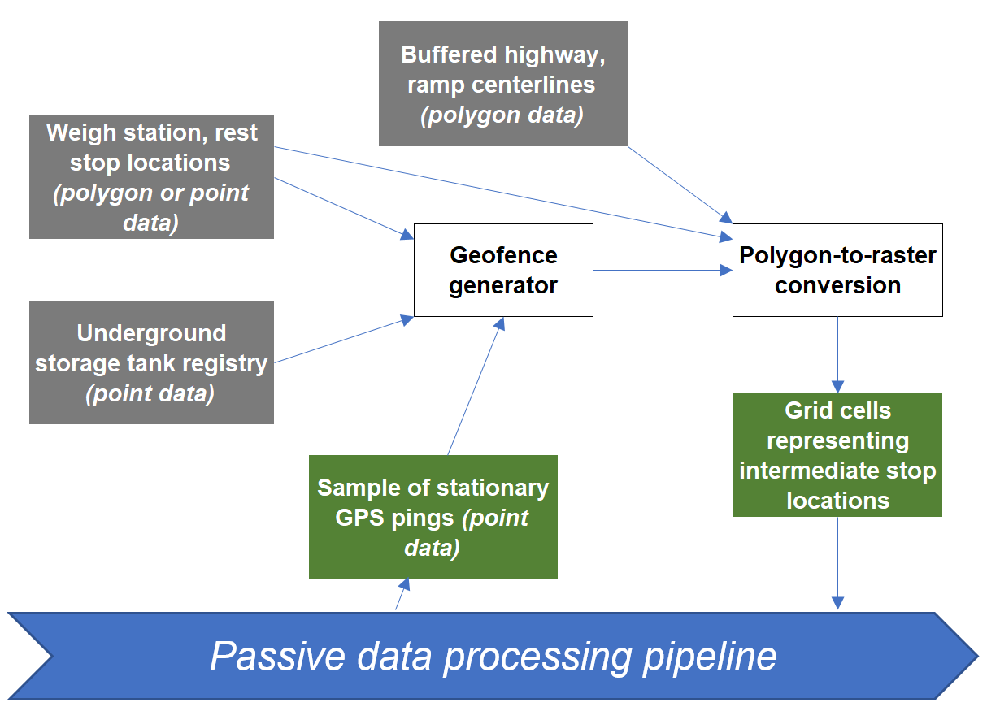 Buffered highway,
ramp centerlines
(polygon data)
Weigh station, rest
stop locations
(polygon or point
data)
Geofence
generator
Polygon-to-raster
conversion
Underground
storage tank registry
(point data)
Grid cells
representing
intermediate stop
locations
Sample of stationary
GPS pings (point
data)
Passive data processing pipeline